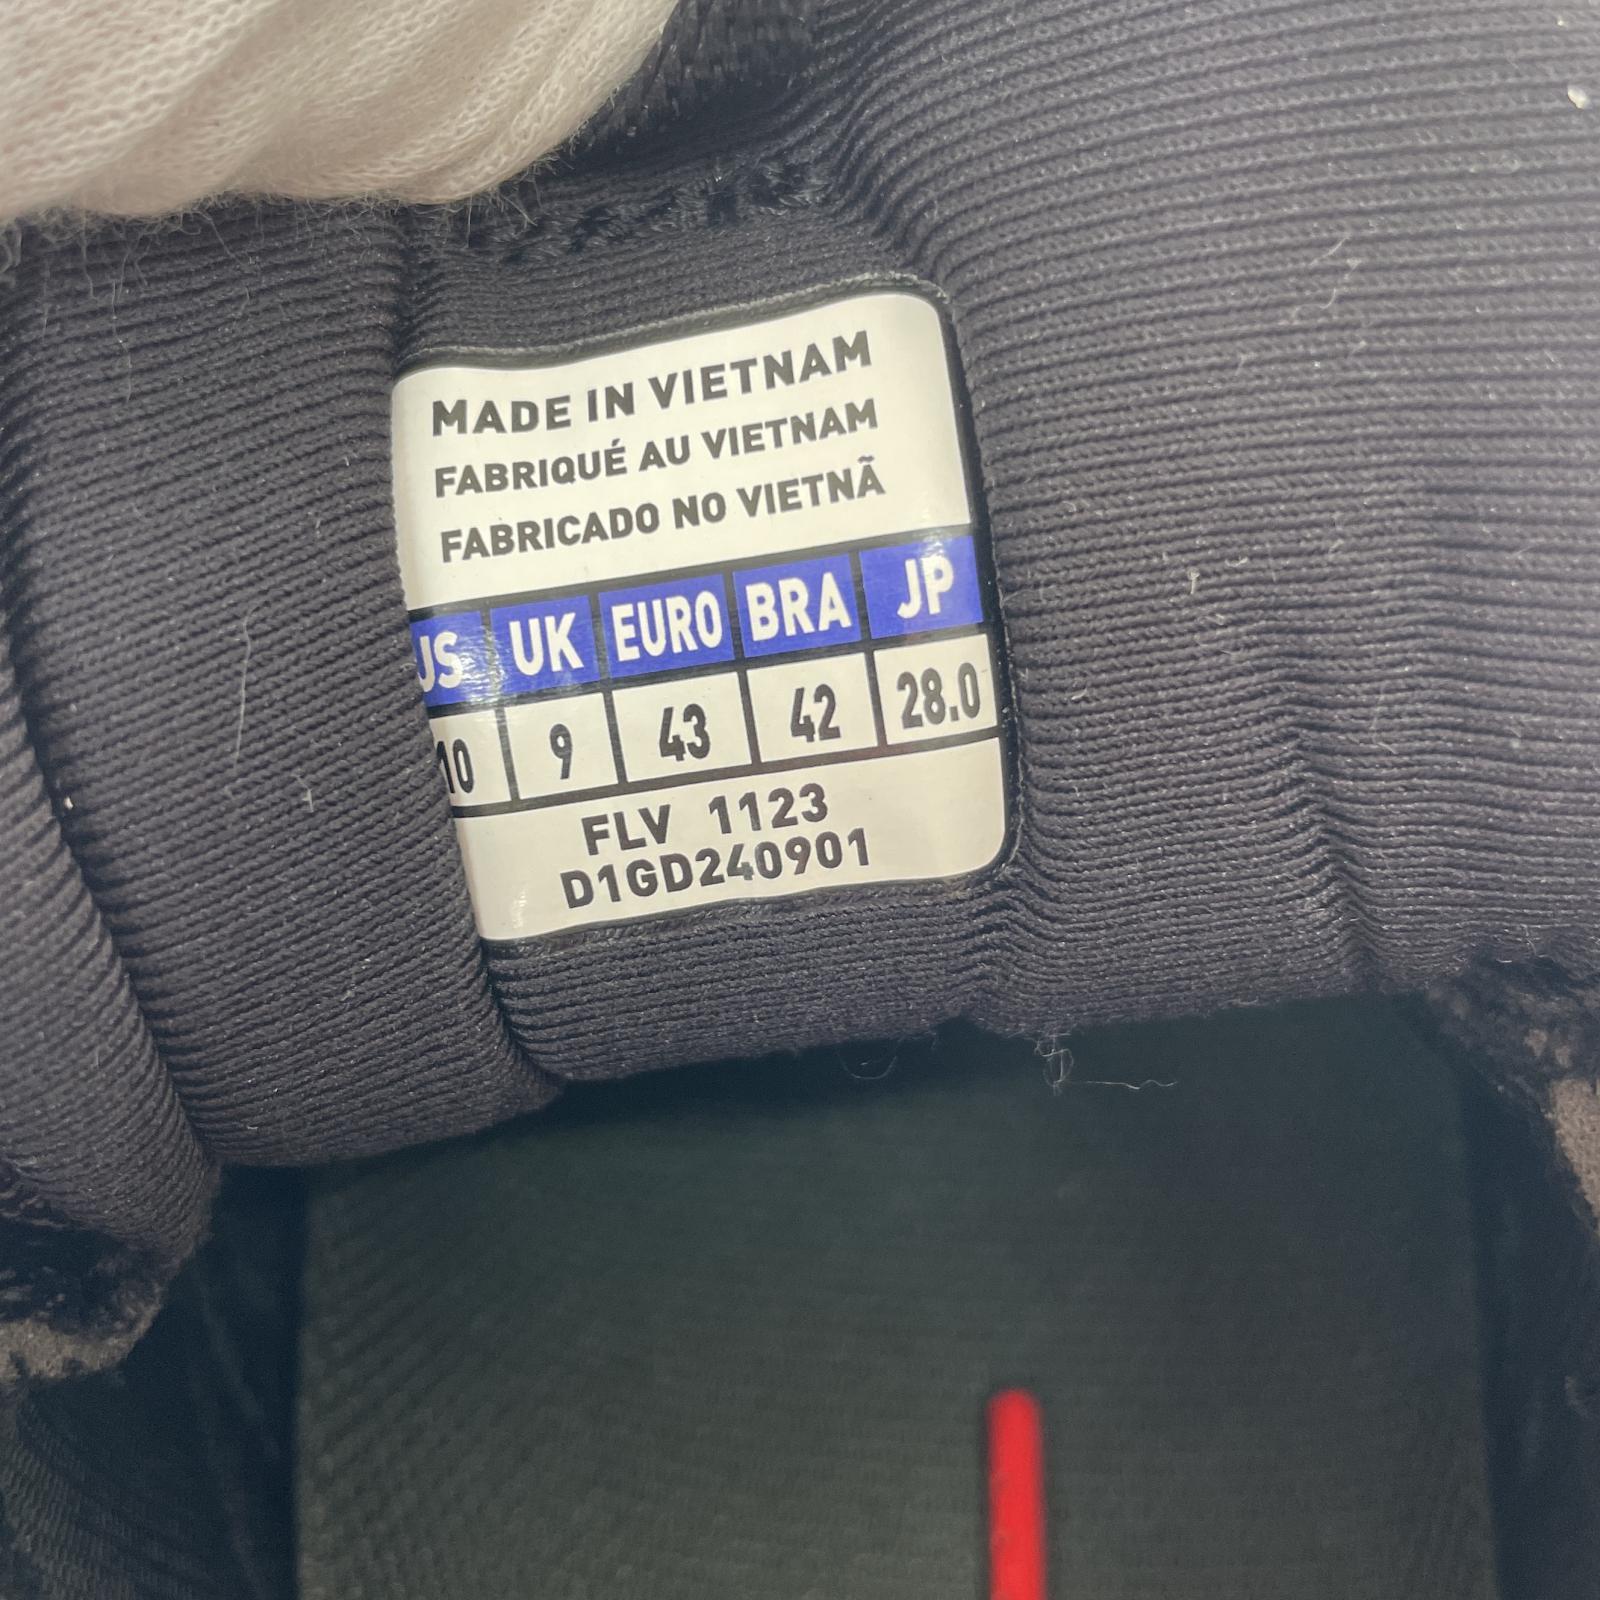 MADE IN VIETNAM
FABRIQUÉ AU VIETNAM
FABRICADO NO VIETNÃ
US UK EURO BRA JP
10 9 43 42 28.0
FLV 1123
D1GD240901